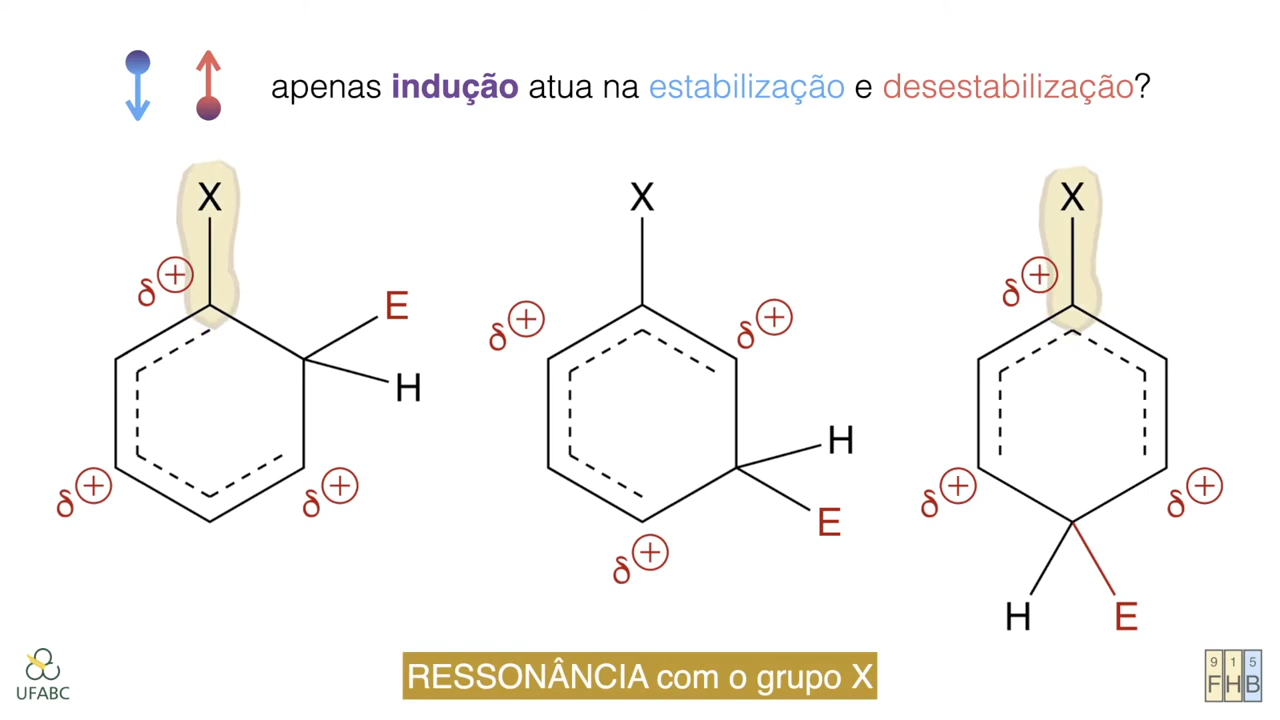 apenas indução atua na estabilização e desestabilização?
X X X
δ⊕ δ⊕ δ⊕ δ⊕
E
H H
δ⊕ δ⊕ δ⊕ δ⊕
E
δ⊕
H E
RESSONÂNCIA com o grupo X
UFABC
9 1 5
F H B